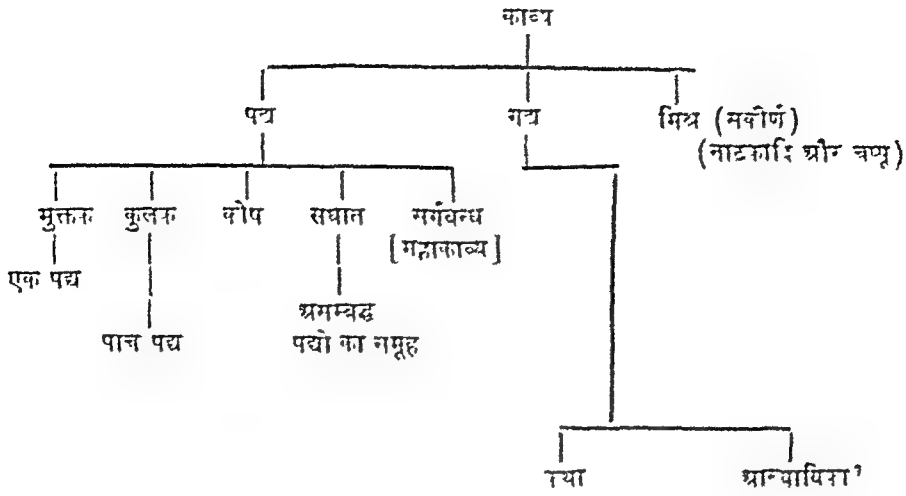 काव्य
पद्य गद्य मिश्र (सकीर्ण)
(नाटकादि और चम्पू)
मुक्तक कुलक कोष सघात सर्गबन्ध
[महाकाव्य]
एक पद्य
असम्बद्ध
पाच पद्य पद्यो का समूह
कथा आख्यायिका¹